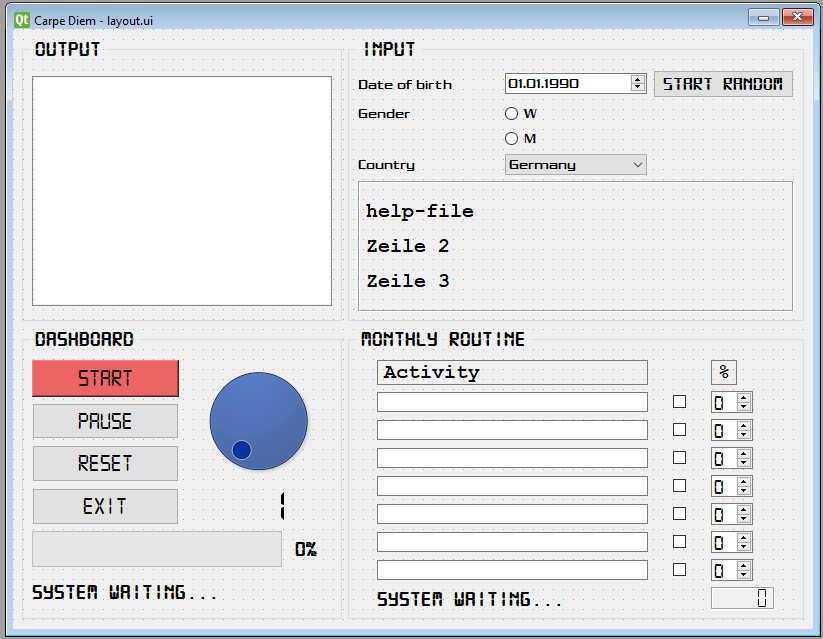 Qt Carpe Diem - layout.ui
OUTPUT
INPUT
Date of birth 01.01.1990 START RANDOM
Gender W
M
Country Germany
help-file
Zeile 2
Zeile 3
DASHBOARD
START
PAUSE
RESET
EXIT
1
0%
SYSTEM WAITING...
MONTHLY ROUTINE
Activity %
0
0
0
0
0
0
0
SYSTEM WAITING... 0